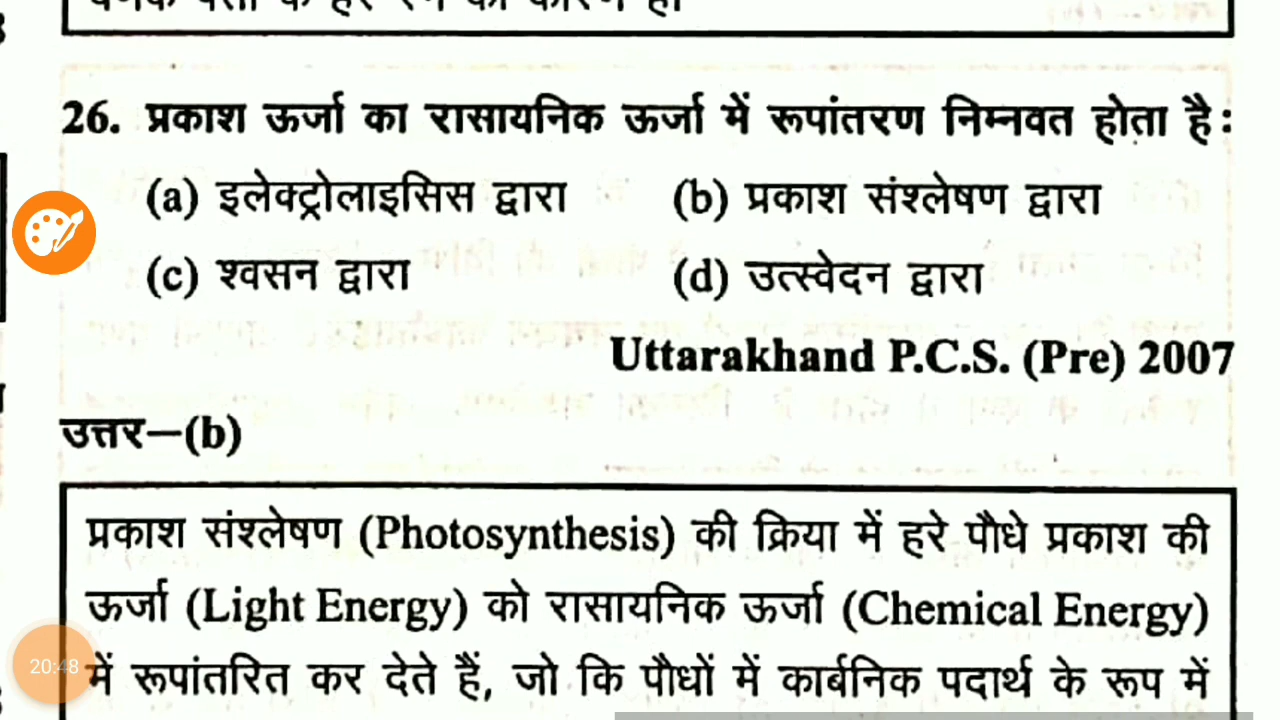 26. प्रकाश ऊर्जा का रासायनिक ऊर्जा में रूपांतरण निम्नवत होता है :
(a) इलेक्ट्रोलाइसिस द्वारा (b) प्रकाश संश्लेषण द्वारा
(c) श्वसन द्वारा (d) उत्स्वेदन द्वारा
Uttarakhand P.C.S. (Pre) 2007
उत्तर—(b)
प्रकाश संश्लेषण (Photosynthesis) की क्रिया में हरे पौधे प्रकाश की
ऊर्जा (Light Energy) को रासायनिक ऊर्जा (Chemical Energy)
20:48
में रूपांतरित कर देते हैं, जो कि पौधों में कार्बनिक पदार्थ के रूप में